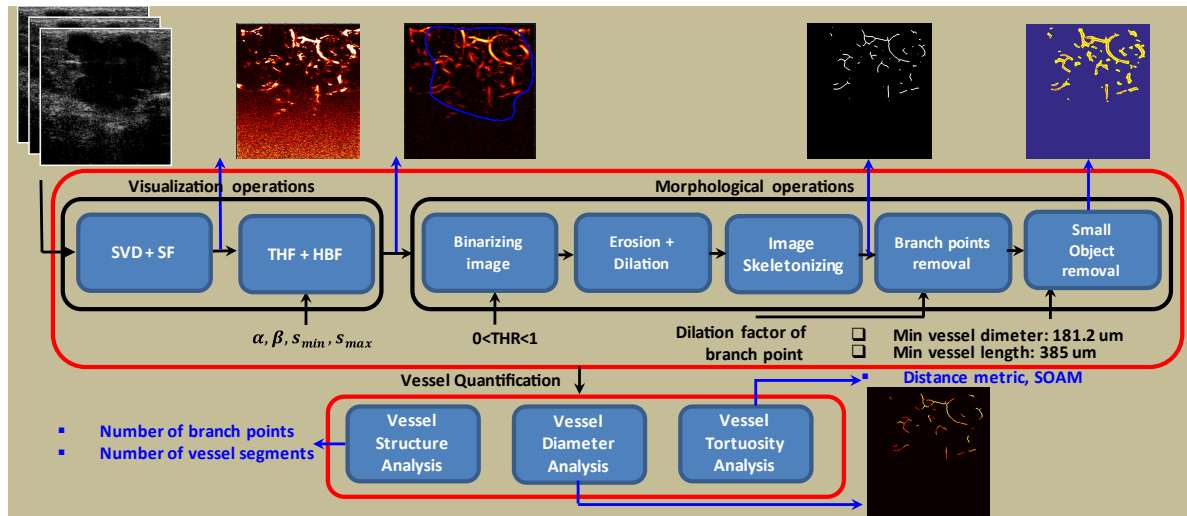 Visualization operations
Morphological operations
SVD + SF
THF + HBF
Binarizing
image
Erosion +
Dilation
Image
Skeletonizing
Branch points
removal
Small
Object
removal
α, β, s_min, s_max
0<THR<1
Dilation factor of
branch point
❑ Min vessel dimeter: 181.2 um
❑ Min vessel length: 385 um
Vessel Quantification
▪ Distance metric, SOAM
▪ Number of branch points
▪ Number of vessel segments
Vessel
Structure
Analysis
Vessel
Diameter
Analysis
Vessel
Tortuosity
Analysis